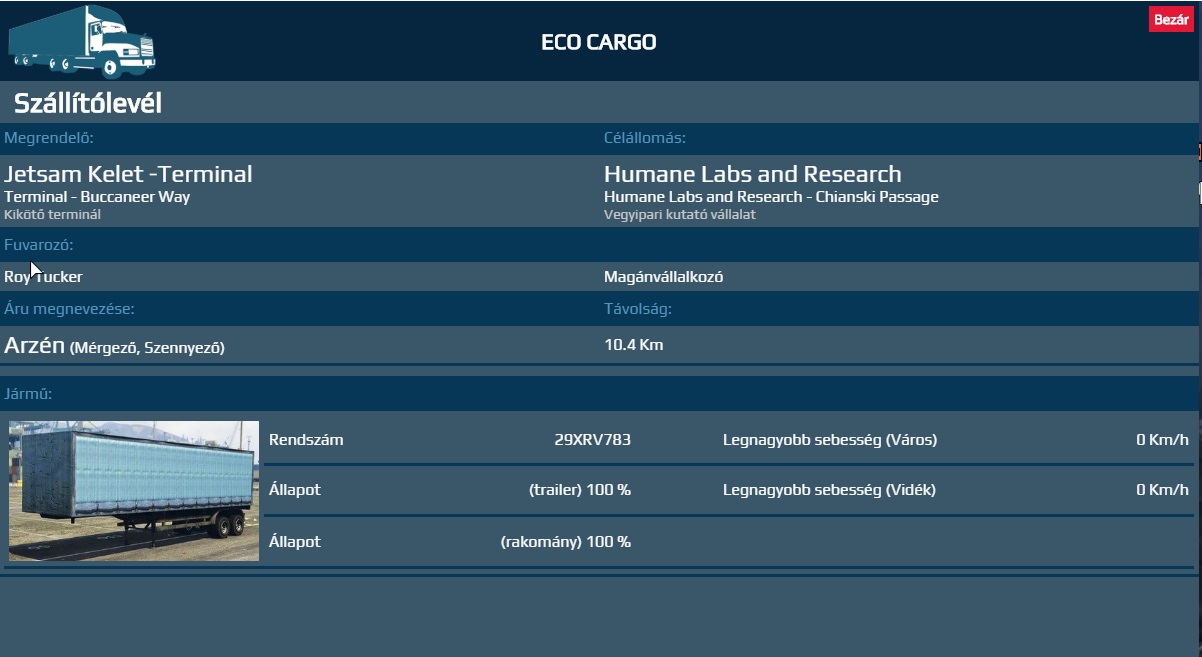 Bezár
ECO CARGO
Szállítólevél
Megrendelő: Célállomás:
Jetsam Kelet -Terminal Humane Labs and Research
Terminal - Buccaneer Way Humane Labs and Research - Chianski Passage
Kikötő terminál Vegyipari kutató vállalat
Fuvarozó:
Roy Tucker Magánvállalkozó
Áru megnevezése: Távolság:
Arzén (Mérgező, Szennyező) 10.4 Km
Jármű:
Rendszám 29XRV783 Legnagyobb sebesség (Város) 0 Km/h
Állapot (trailer) 100 % Legnagyobb sebesség (Vidék) 0 Km/h
Állapot (rakomány) 100 %